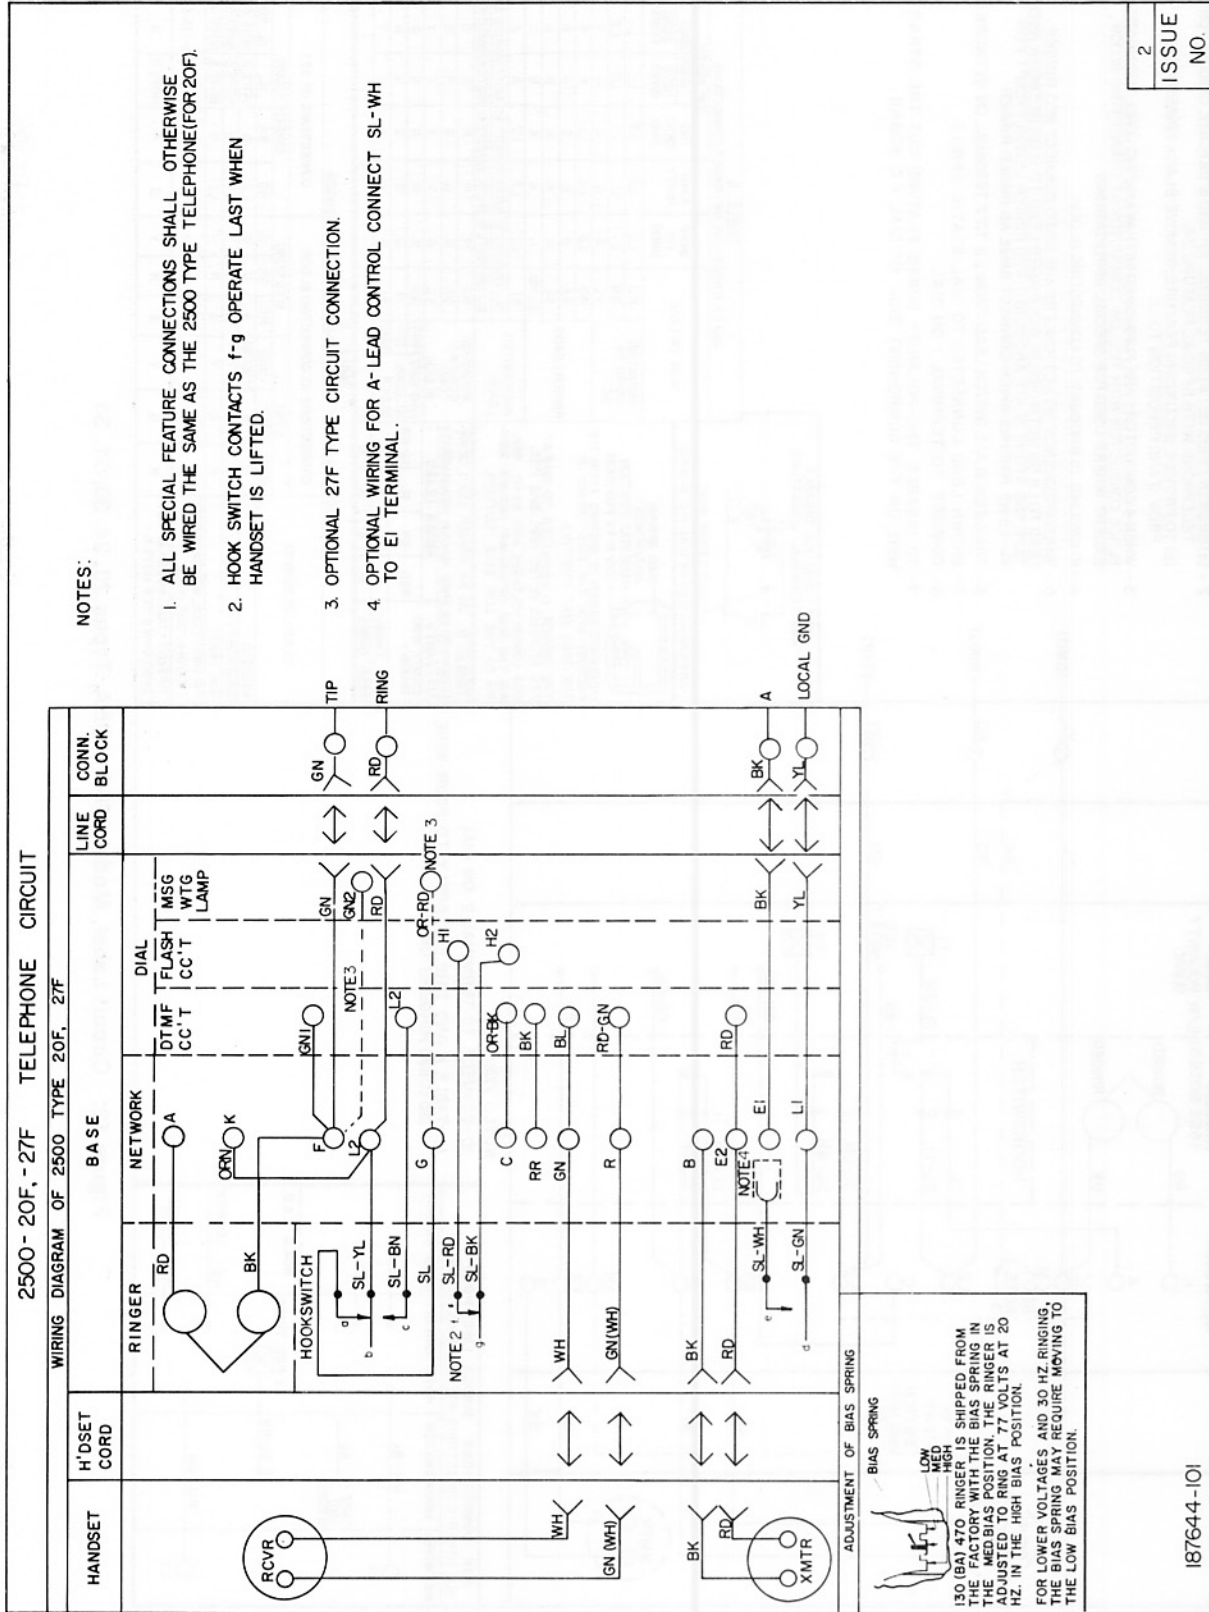 2500-20F, -27F TELEPHONE CIRCUIT
WIRING DIAGRAM OF 2500 TYPE 20F, 27F
HANDSET
H'DSET
CORD
BASE
LINE
CORD
CONN.
BLOCK
RINGER
NETWORK
DIAL
DTMF
CC'T
FLASH
CC'T
MSG
WTG
LAMP
RD
A
ORN
K
BK
HOOKSWITCH
F
GN1
GN
GN
TIP
NOTE3
GN2
a
SL-YL
L2
RD
RD
RING
b
SL-BN
L2
c
SL
G
OR-RD
NOTE 3
NOTE 2
f
SL-RD
H1
g
SL-BK
H2
C
OR-BK
RR
BK
RCVR
WH
WH
GN
BL
GN (WH)
GN(WH)
R
RD-GN
BK
BK
B
RD
RD
E2
RD
XMTR
NOTE4
e
SL-WH
E1
BK
BK
A
d
SL-GN
L1
YL
YL
LOCAL GND
ADJUSTMENT OF BIAS SPRING
BIAS SPRING
LOW
MED
HIGH
130 (BA) 470 RINGER IS SHIPPED FROM
THE FACTORY WITH THE BIAS SPRING IN
THE MED BIAS POSITION. THE RINGER IS
ADJUSTED TO RING AT 77 VOLTS AT 20
HZ. IN THE HIGH BIAS POSITION.
FOR LOWER VOLTAGES AND 30 HZ. RINGING,
THE BIAS SPRING MAY REQUIRE MOVING TO
THE LOW BIAS POSITION.
NOTES:
1. ALL SPECIAL FEATURE CONNECTIONS SHALL OTHERWISE
BE WIRED THE SAME AS THE 2500 TYPE TELEPHONE(FOR 20F).
2. HOOK SWITCH CONTACTS f-g OPERATE LAST WHEN
HANDSET IS LIFTED.
3. OPTIONAL 27F TYPE CIRCUIT CONNECTION.
4. OPTIONAL WIRING FOR A-LEAD CONTROL CONNECT SL-WH
TO E1 TERMINAL.
187644-101
2
ISSUE
NO.